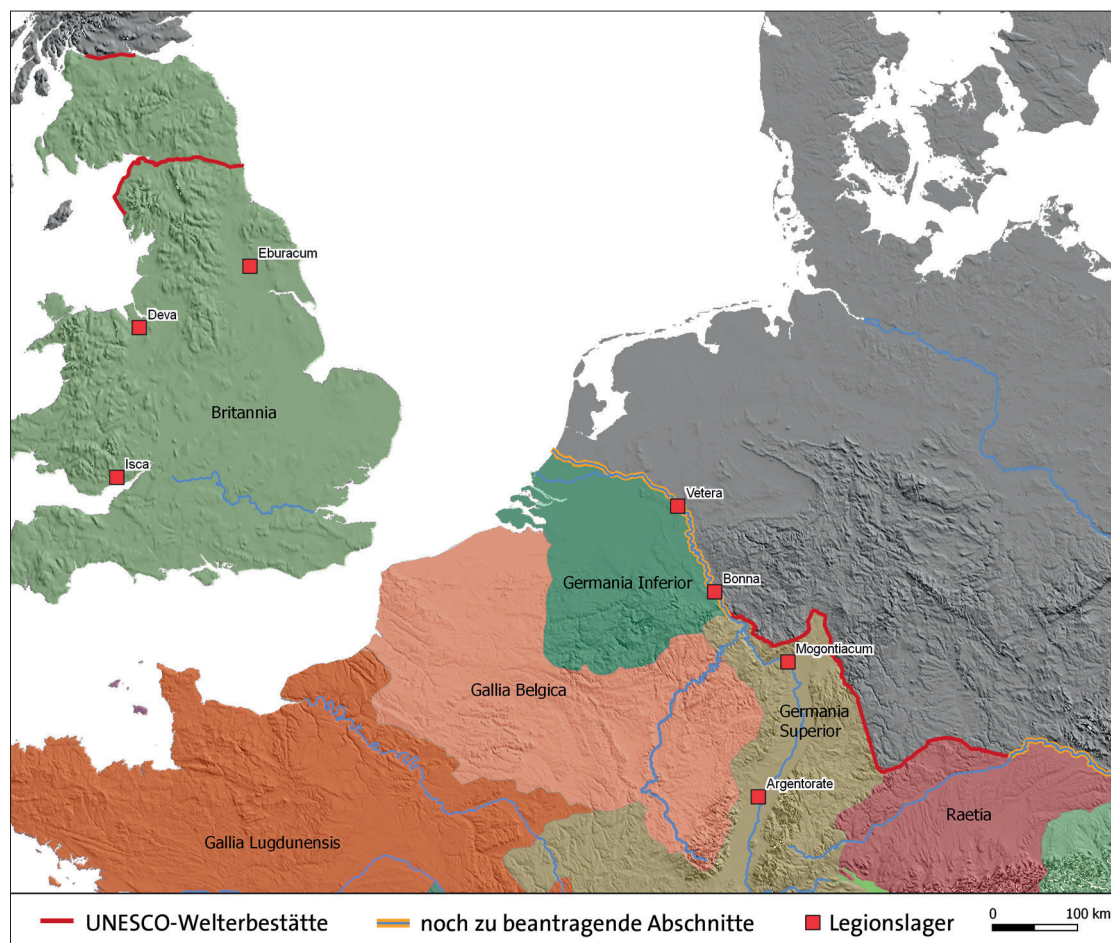 Eburacum
Deva
Britannia
Isca
Vetera
Germania Inferior
Bonna
Mogontiacum
Gallia Belgica
Germania
Superior
Argentorate
Raetia
Gallia Lugdunensis
UNESCO-Welterbestätte
noch zu beantragende Abschnitte
Legionslager
0 100 km